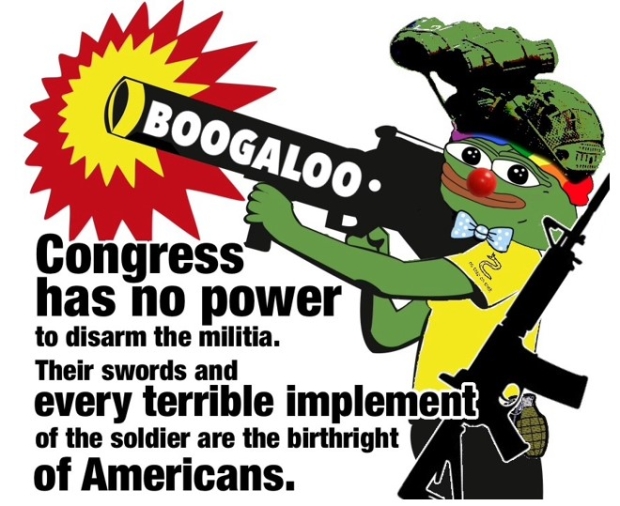 BOOGALOO
Congress
has no power
to disarm the militia.
Their swords and
every terrible implement
of the soldier are the birthright
of Americans.